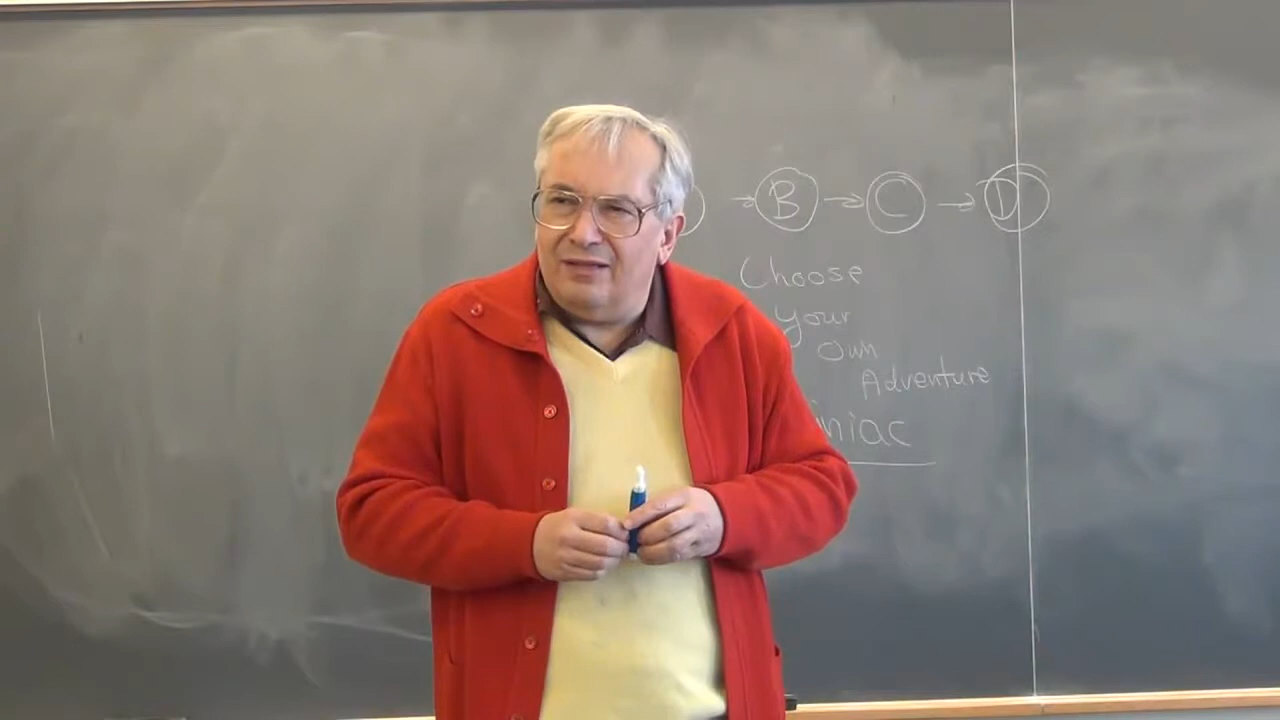 → B → C → D
Choose
Your
Own
Adventure